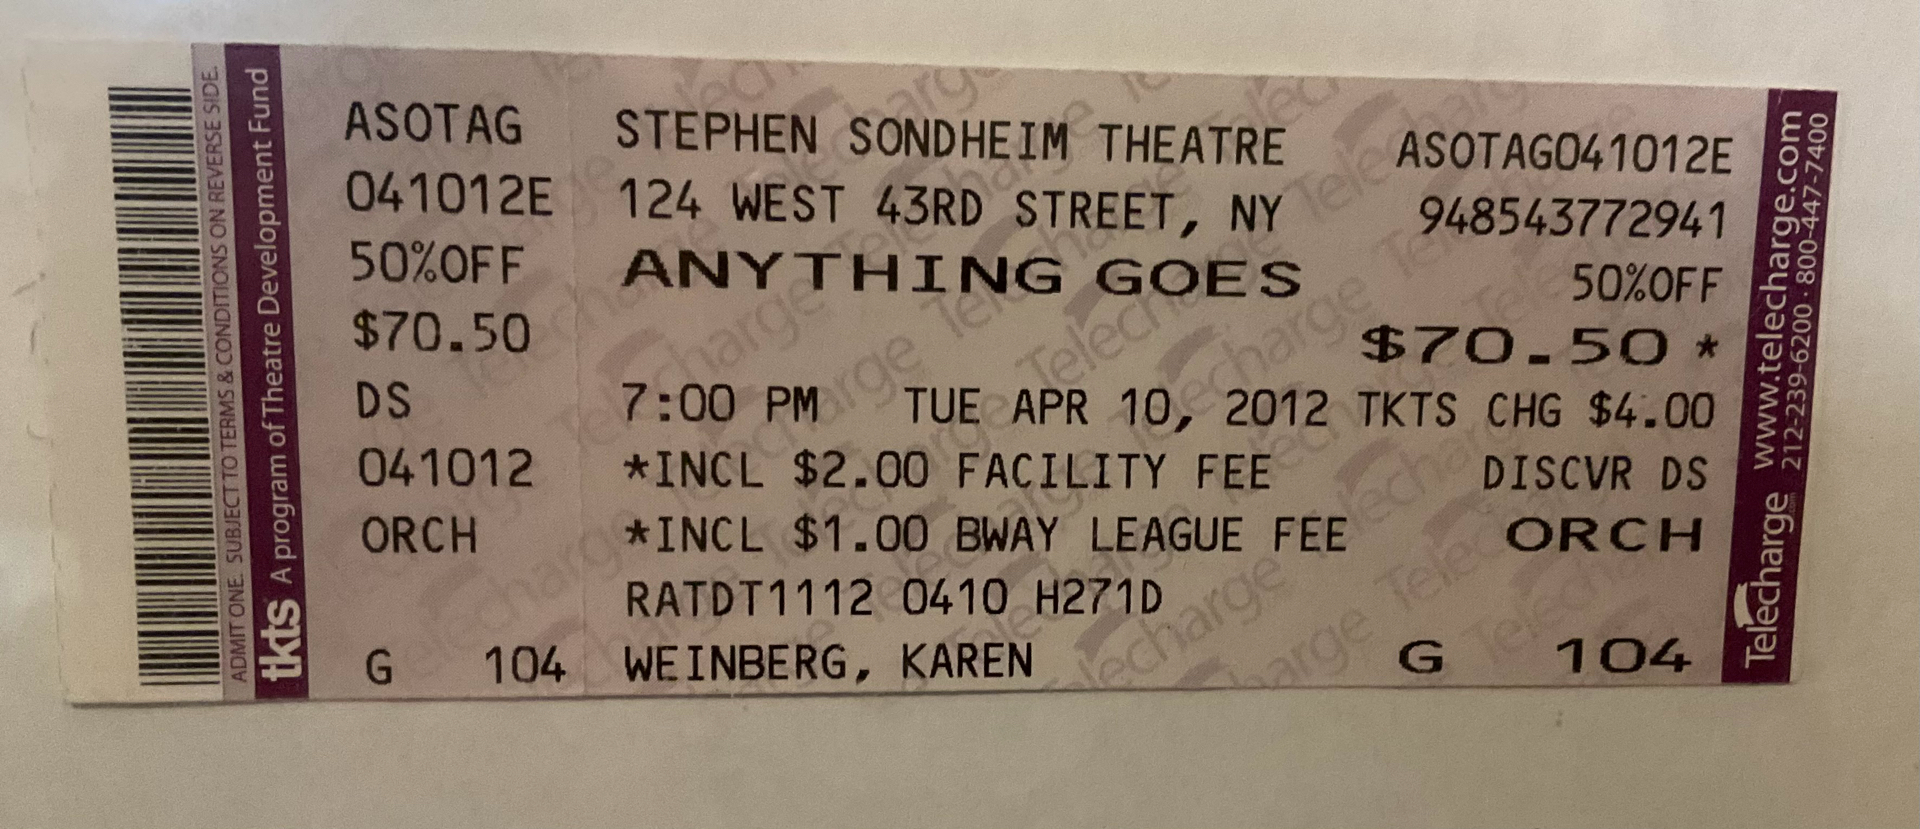 ADMIT ONE. SUBJECT TO TERMS & CONDITIONS ON REVERSE SIDE.
tkts A program of Theatre Development Fund
ASOTAG
041012E
50%OFF
$70.50
DS
041012
ORCH
G 104
STEPHEN SONDHEIM THEATRE
124 WEST 43RD STREET, NY
ANYTHING GOES
7:00 PM TUE APR 10, 2012
*INCL $2.00 FACILITY FEE
*INCL $1.00 BWAY LEAGUE FEE
RATDT1112 0410 H271D
WEINBERG, KAREN
ASOTAG041012E
948543772941
50%OFF
$70.50 *
TKTS CHG $4.00
DISCVR DS
ORCH
G 104
Telecharge www.telecharge.com
212-239-6200 · 800-447-7400